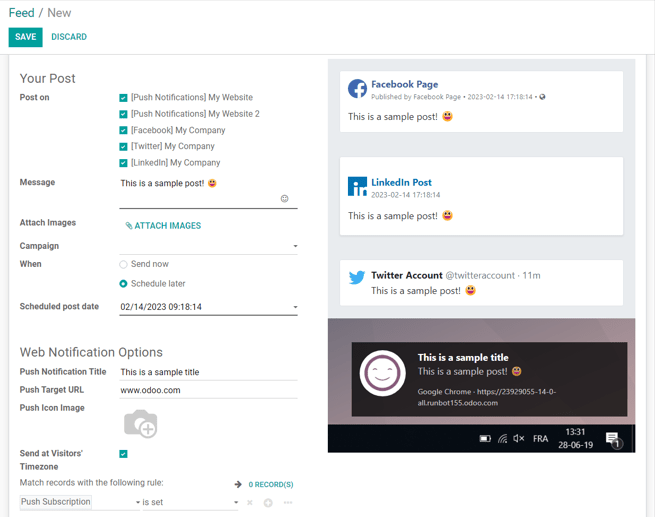 Feed / New
SAVE
DISCARD
Your Post
Post on
[Push Notifications] My Website
[Push Notifications] My Website 2
[Facebook] My Company
[Twitter] My Company
[LinkedIn] My Company
Message
This is a sample post! 😀
Attach Images
ATTACH IMAGES
Campaign
When
Send now
Schedule later
Scheduled post date
02/14/2023 09:18:14
Web Notification Options
Push Notification Title
This is a sample title
Push Target URL
www.odoo.com
Push Icon Image
Send at Visitors'
Timezone
Match records with the following rule:
0 RECORD(S)
Push Subscription
is set
Facebook Page
Published by Facebook Page • 2023-02-14 17:18:14 •
This is a sample post! 😀
LinkedIn Post
2023-02-14 17:18:14
This is a sample post! 😀
Twitter Account @twitteraccount · 11m
This is a sample post! 😀
This is a sample title
This is a sample post! 😀
Google Chrome · https://23929055-14-0-
all.runbot155.odoo.com
FRA
13:31
28-06-19
1